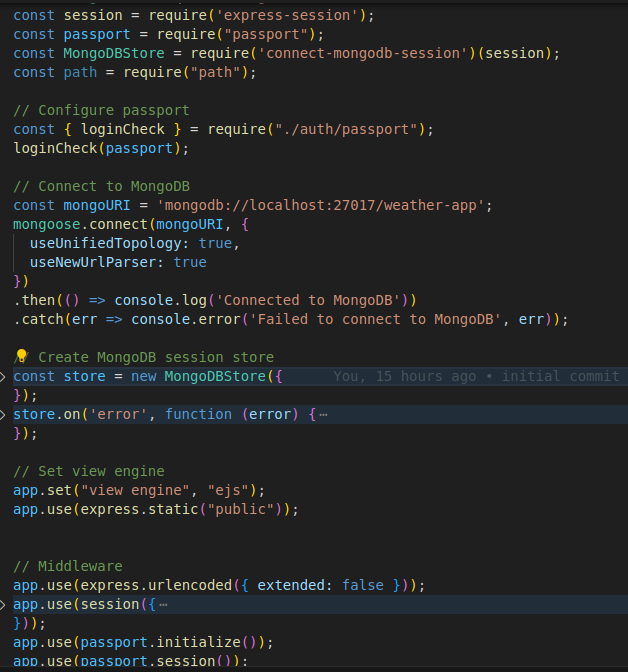 const session = require('express-session');
const passport = require("passport");
const MongoDBStore = require('connect-mongodb-session')(session);
const path = require("path");
// Configure passport
const { loginCheck } = require("./auth/passport");
loginCheck(passport);
// Connect to MongoDB
const mongoURI = 'mongodb://localhost:27017/weather-app';
mongoose.connect(mongoURI, {
  useUnifiedTopology: true,
  useNewUrlParser: true
})
.then(() => console.log('Connected to MongoDB'))
.catch(err => console.error('Failed to connect to MongoDB', err));
// Create MongoDB session store
const store = new MongoDBStore({ You, 15 hours ago • initial commit
});
store.on('error', function (error) {⋯
});
// Set view engine
app.set("view engine", "ejs");
app.use(express.static("public"));
// Middleware
app.use(express.urlencoded({ extended: false }));
app.use(session({⋯
}));
app.use(passport.initialize());
app.use(passport.session());